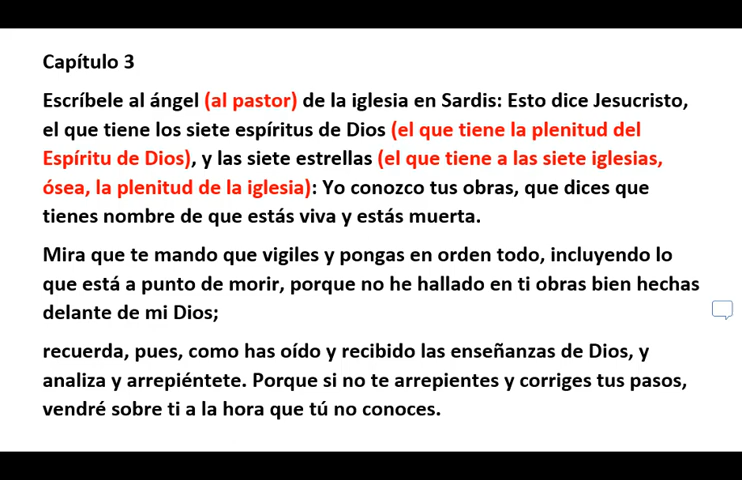 Capítulo 3
Escríbele al ángel (al pastor) de la iglesia en Sardis: Esto dice Jesucristo,
el que tiene los siete espíritus de Dios (el que tiene la plenitud del
Espíritu de Dios), y las siete estrellas (el que tiene a las siete iglesias,
ósea, la plenitud de la iglesia): Yo conozco tus obras, que dices que
tienes nombre de que estás viva y estás muerta.
Mira que te mando que vigiles y pongas en orden todo, incluyendo lo
que está a punto de morir, porque no he hallado en ti obras bien hechas
delante de mi Dios;
recuerda, pues, como has oído y recibido las enseñanzas de Dios, y
analiza y arrepiéntete. Porque si no te arrepientes y corriges tus pasos,
vendré sobre ti a la hora que tú no conoces.